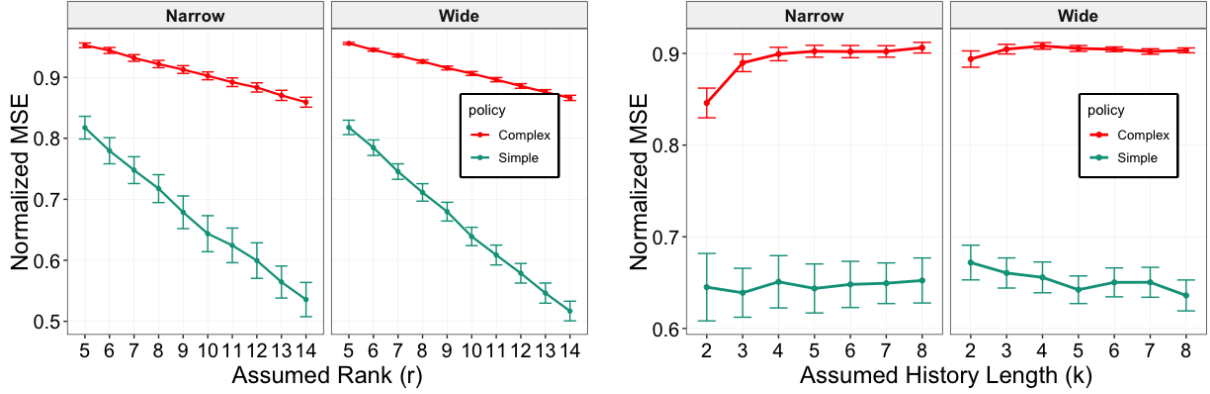 Narrow
Wide
Normalized MSE
0.9
0.8
0.7
0.6
0.5
policy
Complex
Simple
5 6 7 8 9 10 11 12 13 14
5 6 7 8 9 10 11 12 13 14
Assumed Rank (r)
Narrow
Wide
Normalized MSE
0.9
0.8
0.7
0.6
policy
Complex
Simple
2 3 4 5 6 7 8
2 3 4 5 6 7 8
Assumed History Length (k)